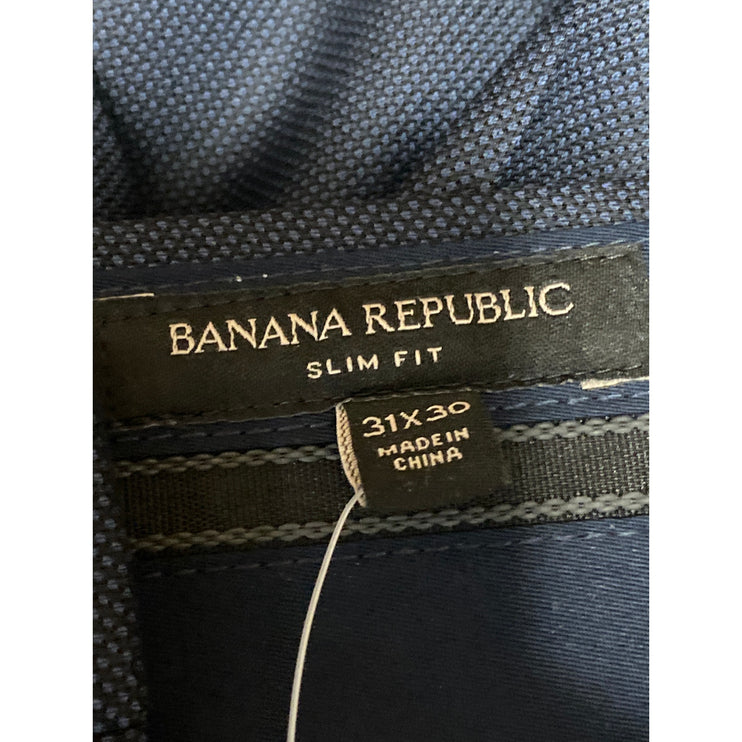 BANANA REPUBLIC
SLIM FIT
31X30
MADE IN
CHINA